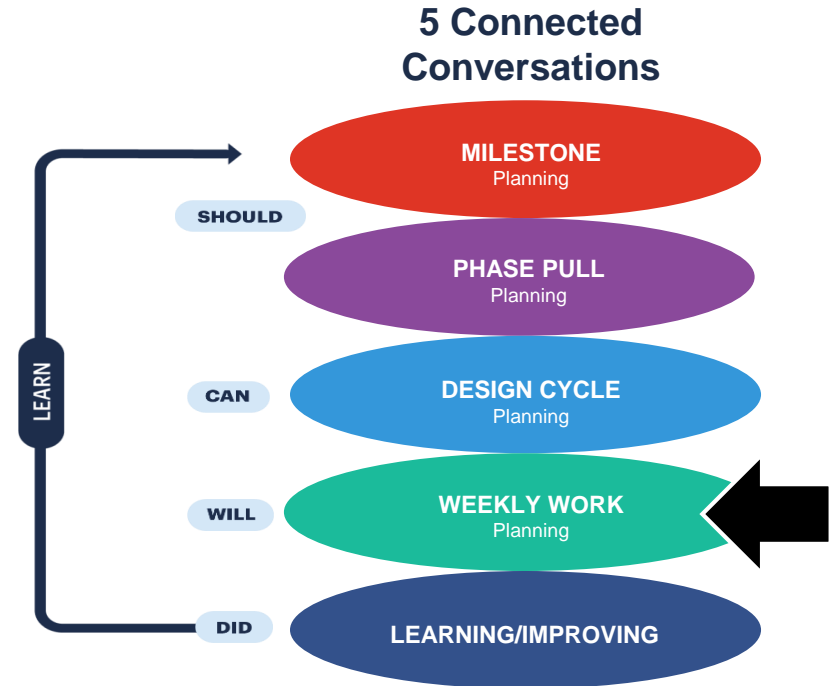 5 Connected
Conversations
MILESTONE
Planning
SHOULD
PHASE PULL
Planning
LEARN
CAN
DESIGN CYCLE
Planning
WILL
WEEKLY WORK
Planning
DID
LEARNING/IMPROVING